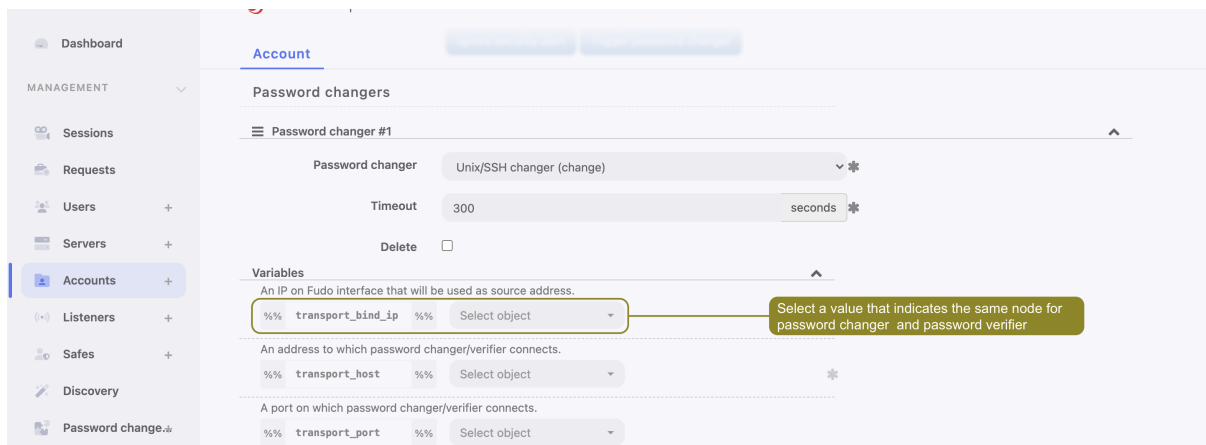 Dashboard
Account
MANAGEMENT
Password changers
Sessions
Password changer #1
Requests
Password changer
Unix/SSH changer (change)
Users +
Timeout
300
seconds
Servers +
Delete
Accounts +
Variables
An IP on Fudo interface that will be used as source address.
%% transport_bind_ip %% Select object
Select a value that indicates the same node for
password changer and password verifier
Listeners +
Safes +
An address to which password changer/verifier connects.
%% transport_host %% Select object
Discovery
A port on which password changer/verifier connects.
Password change..
%% transport_port %% Select object